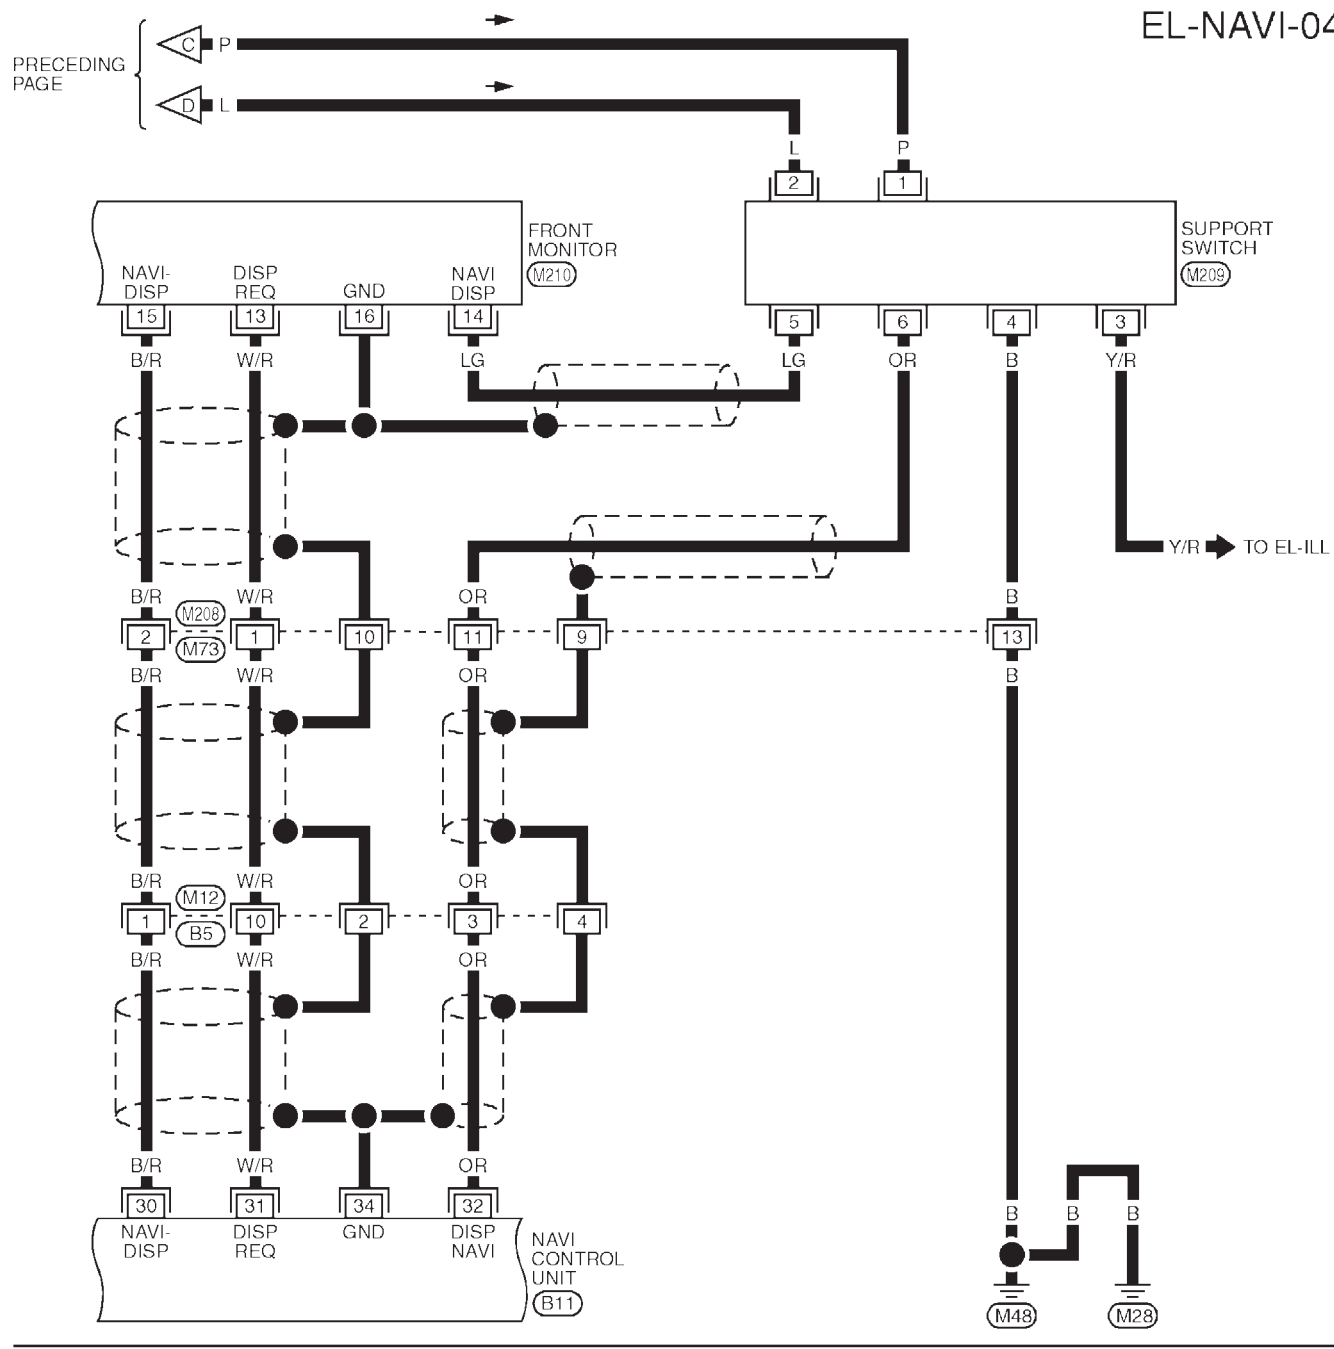 EL-NAVI-04
PRECEDING
PAGE
C P
D L
L P
2 1
FRONT
MONITOR
M210
SUPPORT
SWITCH
M209
NAVI-
DISP
DISP
REQ
GND
NAVI
DISP
15 13 16 14
5 6 4 3
B/R W/R LG LG OR B Y/R
Y/R TO EL-ILL
B/R W/R OR B
M208
2 1 10 11 9 13
M73
B/R W/R OR B
B/R W/R OR
M12
1 10 2 3 4
B5
B/R W/R OR
B/R W/R OR
30 31 34 32
NAVI-
DISP
DISP
REQ
GND
DISP
NAVI
NAVI
CONTROL
UNIT
B11
B B B
M48 M28